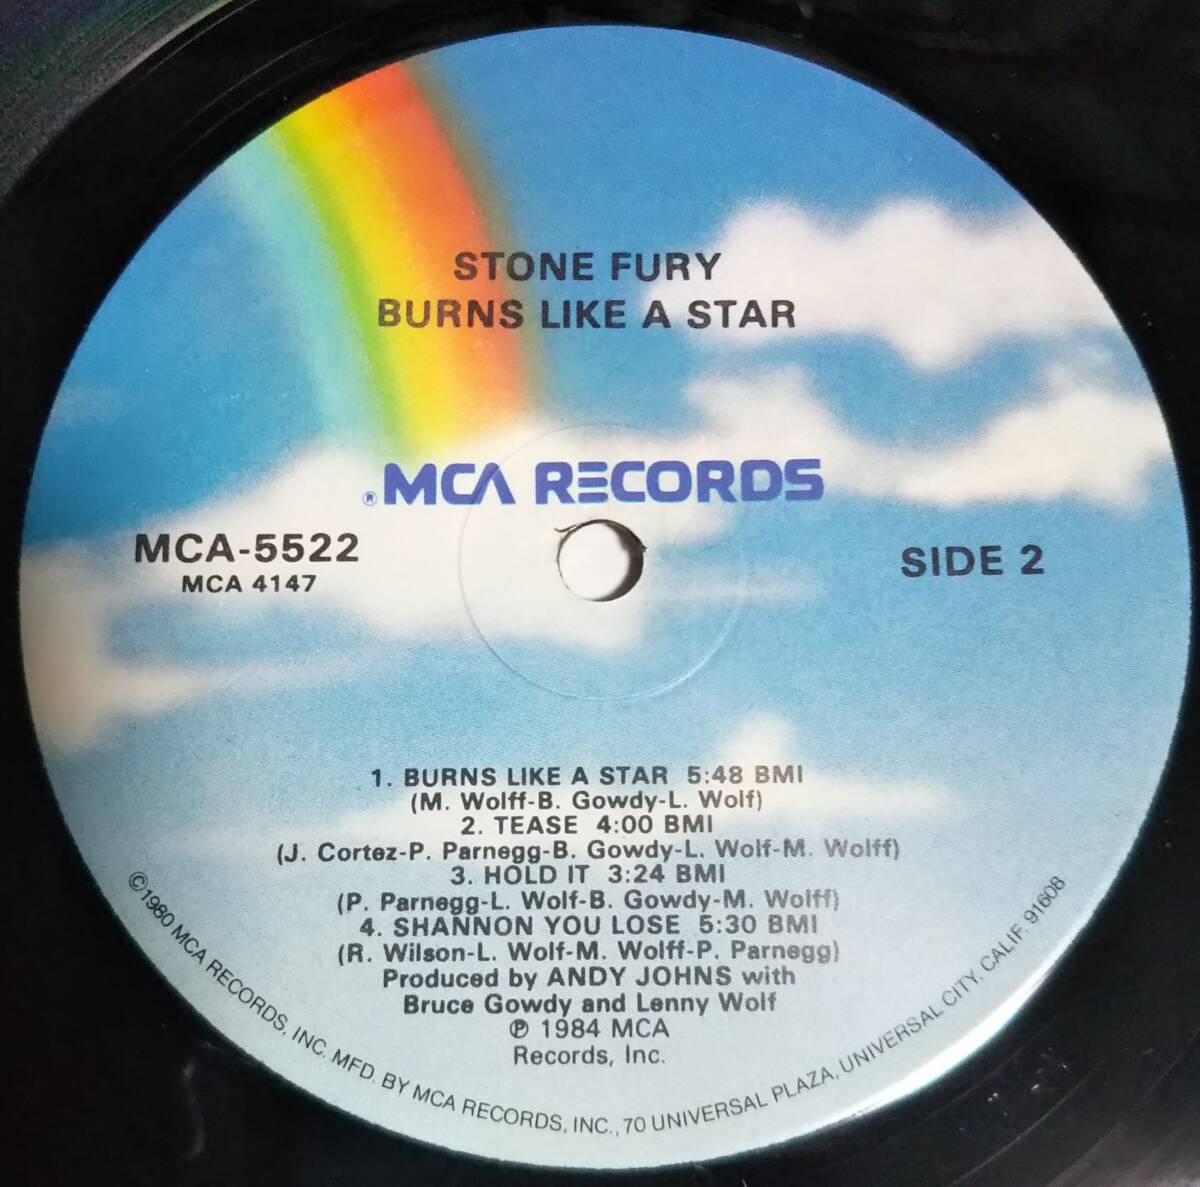 STONE FURY
BURNS LIKE A STAR
® MCA RECORDS
MCA-5522
MCA 4147
SIDE 2
1. BURNS LIKE A STAR 5:48 BMI
(M. Wolff-B. Gowdy-L. Wolf)
2. TEASE 4:00 BMI
(J. Cortez-P. Parnegg-B. Gowdy-L. Wolf-M. Wolff)
3. HOLD IT 3:24 BMI
(P. Parnegg-L. Wolf-B. Gowdy-M. Wolff)
4. SHANNON YOU LOSE 5:30 BMI
(R. Wilson-L. Wolf-M. Wolff-P. Parnegg)
Produced by ANDY JOHNS with
Bruce Gowdy and Lenny Wolf
℗ 1984 MCA
Records, Inc.
©1980 MCA RECORDS, INC. MFD. BY MCA RECORDS, INC., 70 UNIVERSAL PLAZA, UNIVERSAL CITY, CALIF. 91608